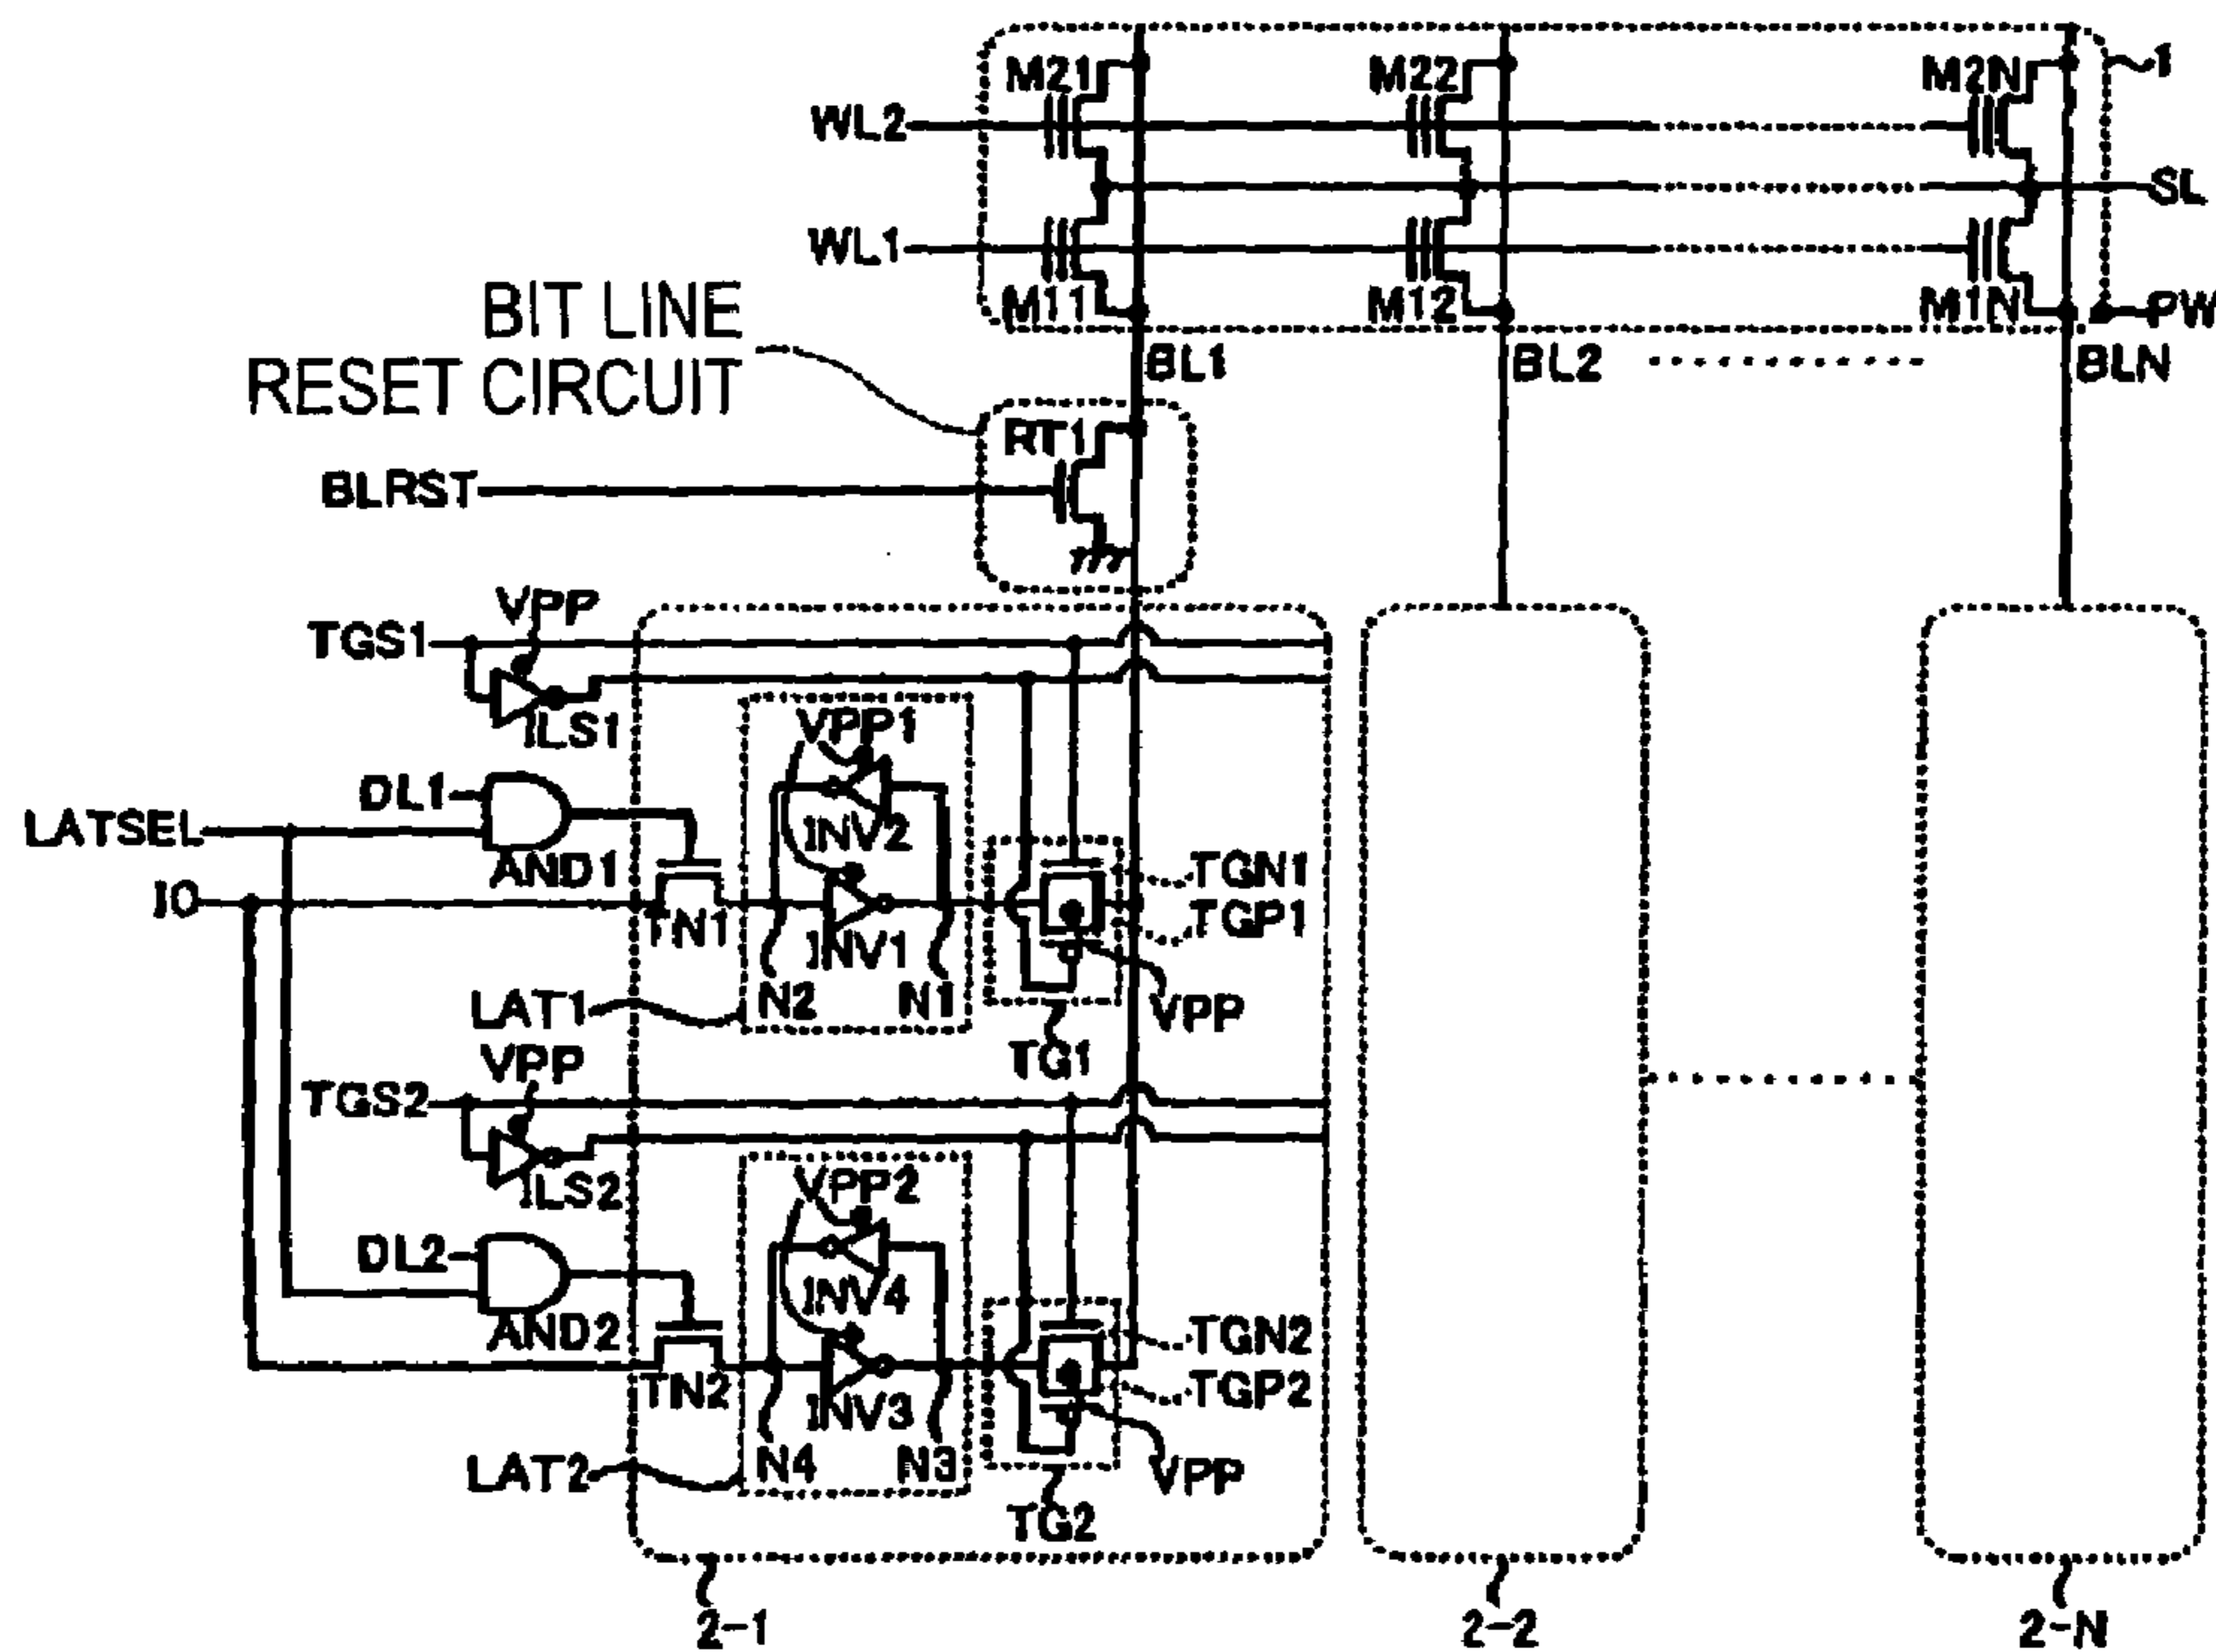 M21 M22 M2N 1
WL2
SL
WL1
M11 M12 M1N PW
BIT LINE
RESET CIRCUIT
BL1 BL2 BLN
RT1
BLRST
VPP
TGS1
ILS1
VPP1
DL1
INV2
LATSEL
AND1
TGN1
IO
TN1
TGP1
INV1
LAT1 N2 N1 VPP
TG1
VPP
TGS2
ILS2
VPP2
DL2
INV4
AND2
TGN2
TN2
TGP2
INV3
LAT2 N4 N3 VPP
TG2
2-1 2-2 2-N